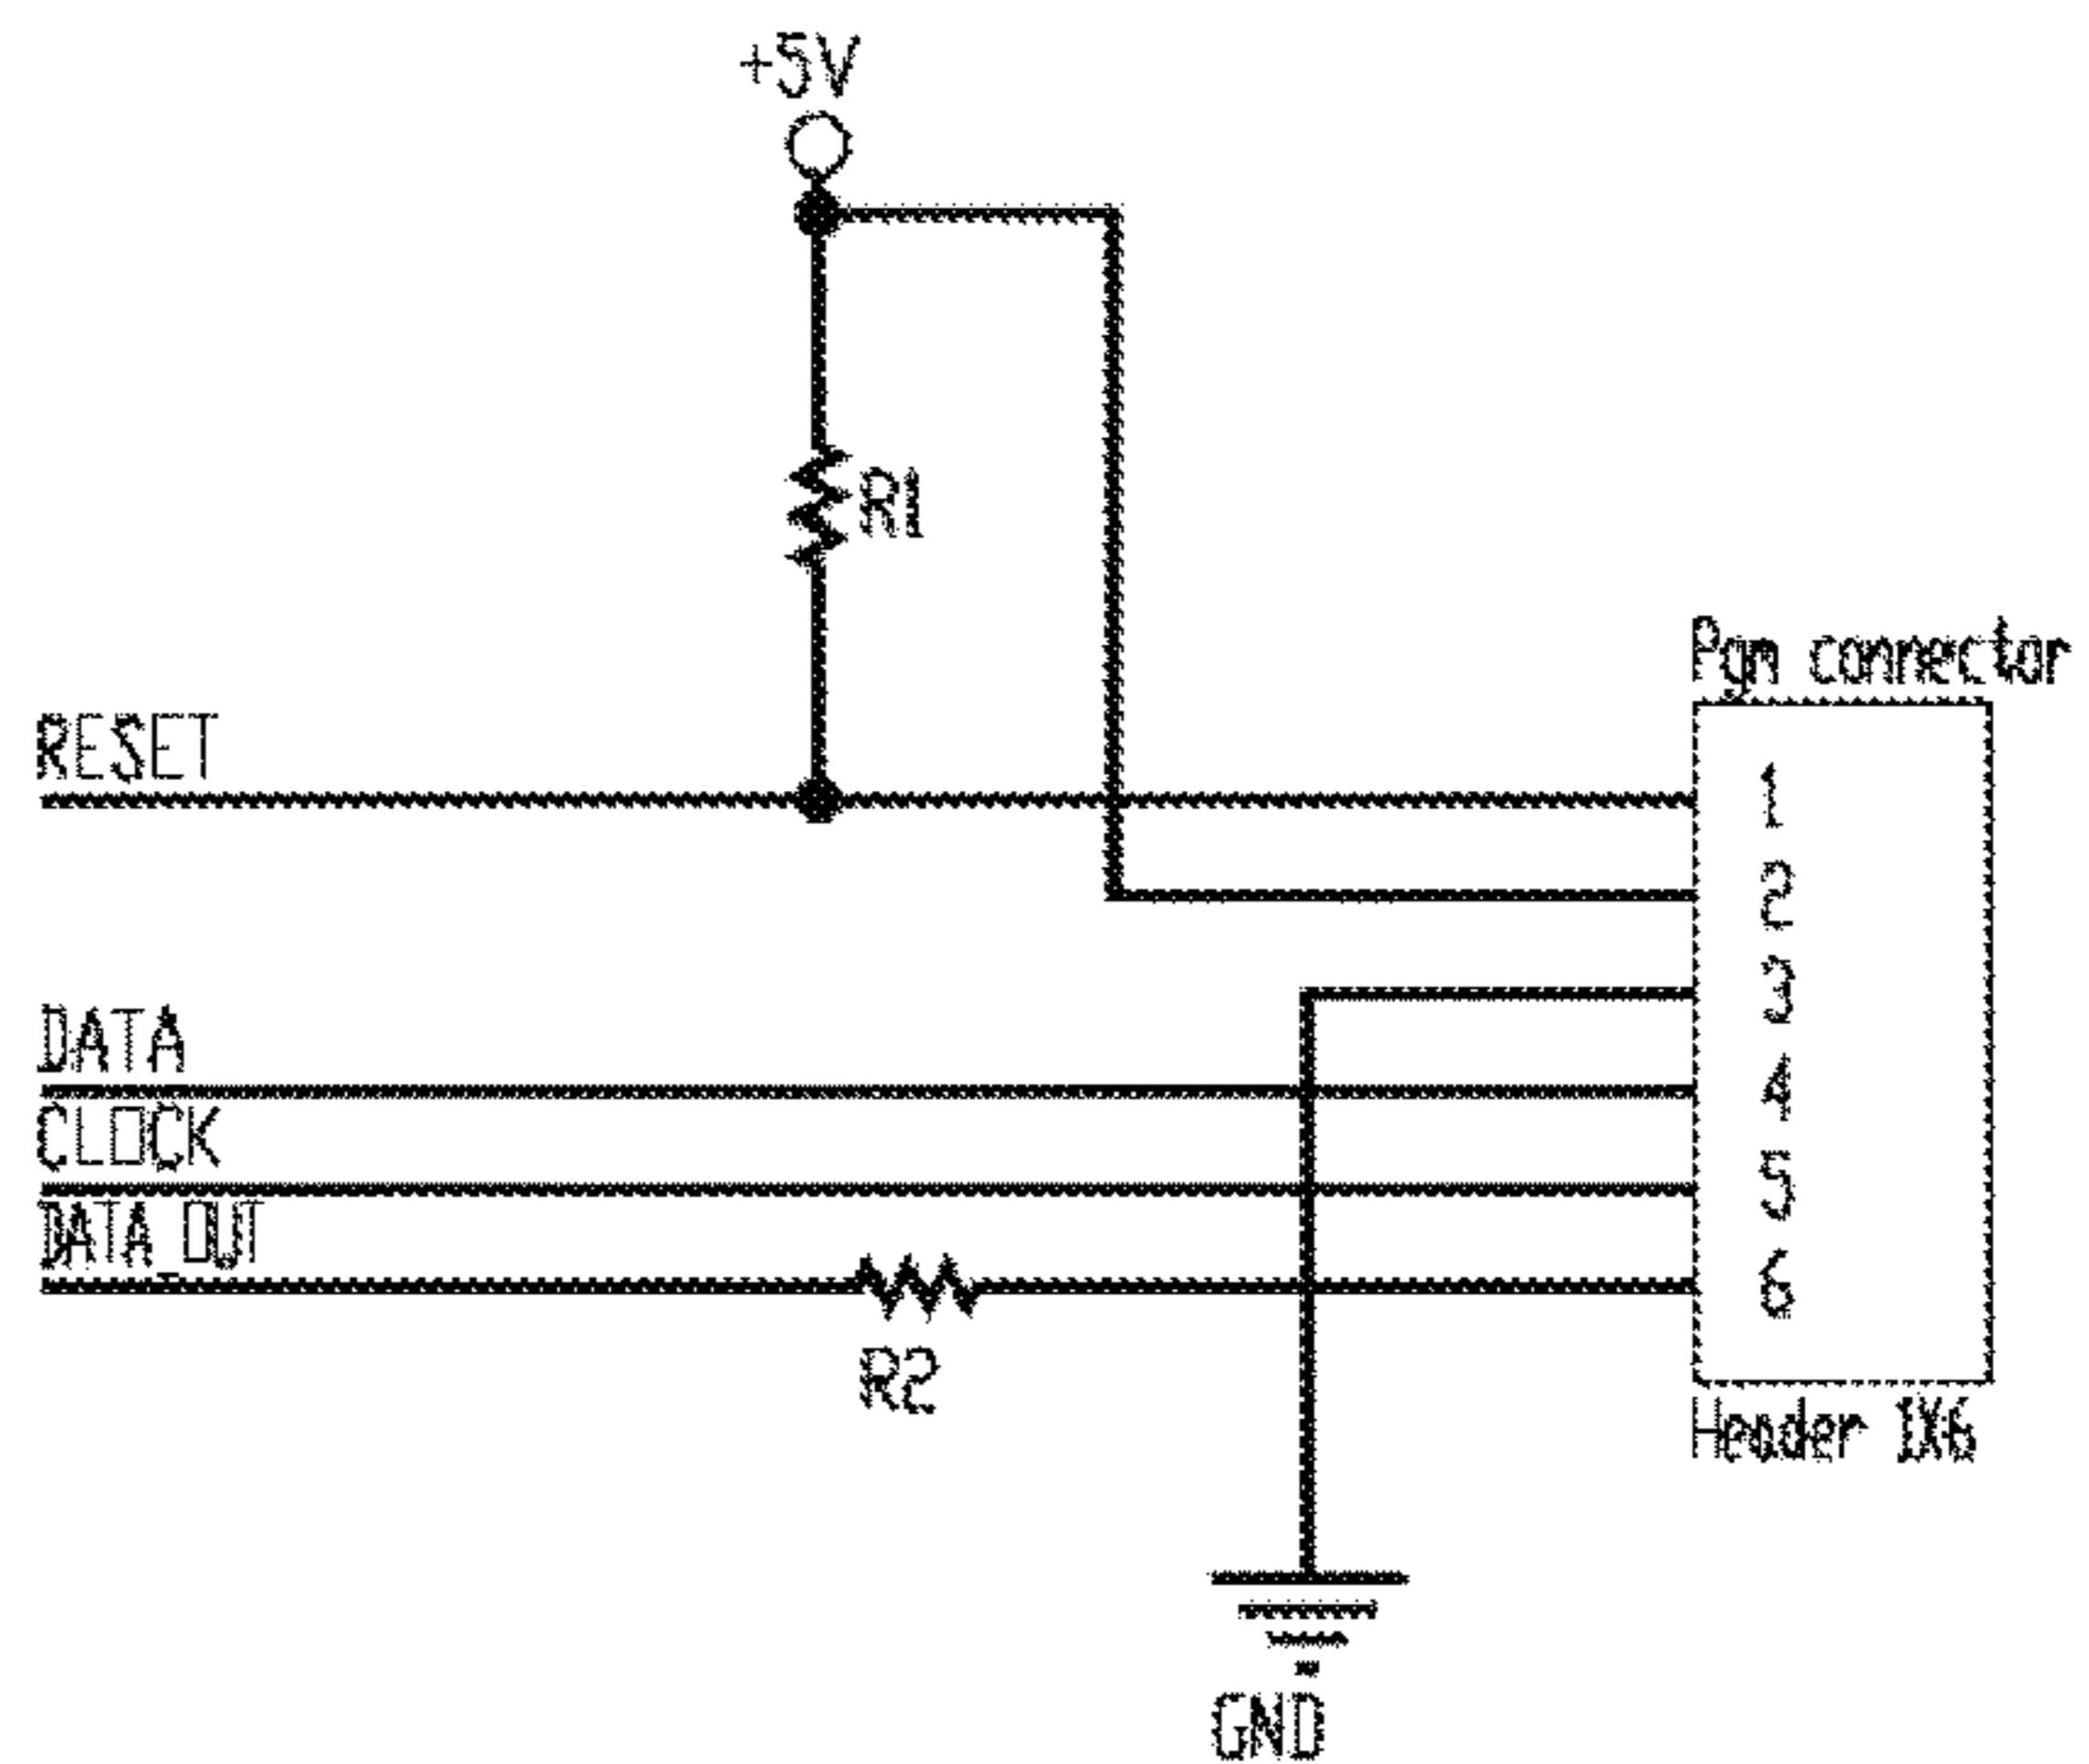 +5V
R1
Pgm connector
RESET
1
2
3
DATA
4
CLOCK
5
DATA_OUT
6
R2
Header 1X6
GND